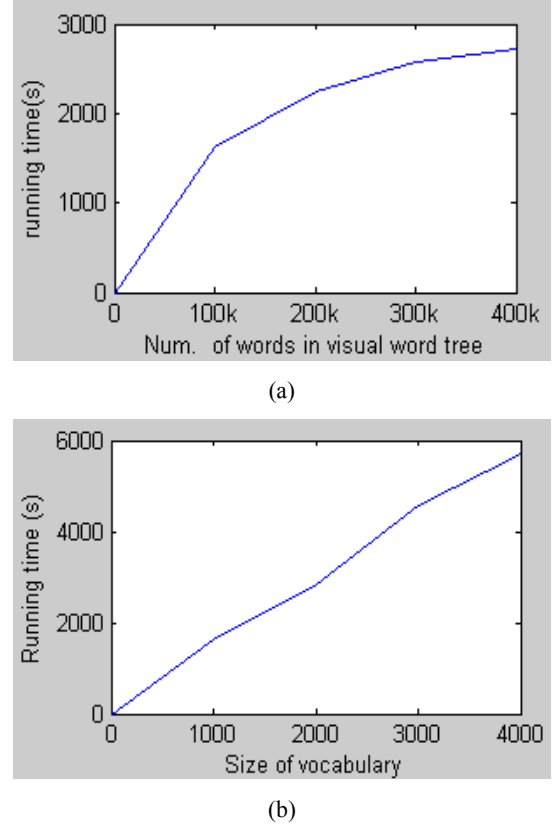 3000
2000
1000
0
running time(s)
0 100k 200k 300k 400k
Num. of words in visual word tree
(a)
6000
4000
2000
0
Running time (s)
0 1000 2000 3000 4000
Size of vocabulary
(b)